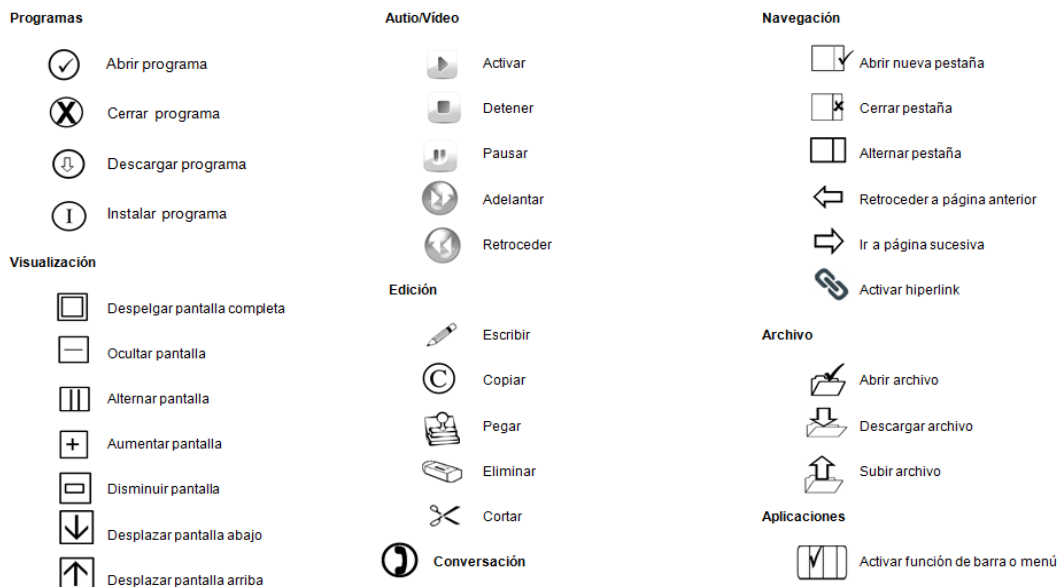 Programas
Abrir programa
Cerrar programa
Descargar programa
I
Instalar programa
Visualización
Despelgar pantalla completa
Ocultar pantalla
Alternar pantalla
Aumentar pantalla
Disminuir pantalla
Desplazar pantalla abajo
Desplazar pantalla arriba
Autio/Vídeo
Activar
Detener
Pausar
Adelantar
Retroceder
Edición
Escribir
C
Copiar
Pegar
Eliminar
Cortar
Conversación
Navegación
Abrir nueva pestaña
Cerrar pestaña
Alternar pestaña
Retroceder a página anterior
Ir a página sucesiva
Activar hiperlink
Archivo
Abrir archivo
Descargar archivo
Subir archivo
Aplicaciones
Activar función de barra o menú